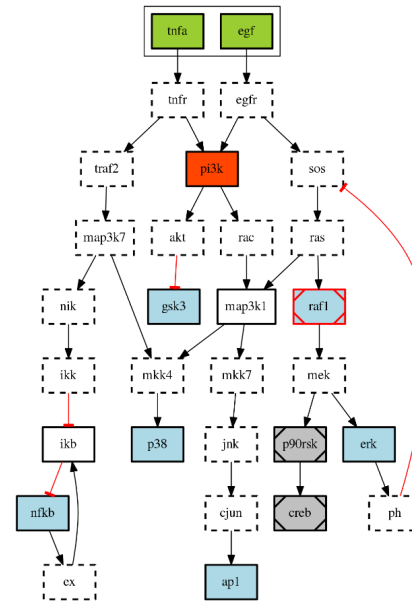 tnfa egf
tnfr egfr
traf2 pi3k sos
map3k7 akt rac ras
nik gsk3 map3k1 raf1
ikk mkk4 mkk7 mek
ikb p38 jnk p90rsk erk
nfkb cjun creb ph
ex ap1